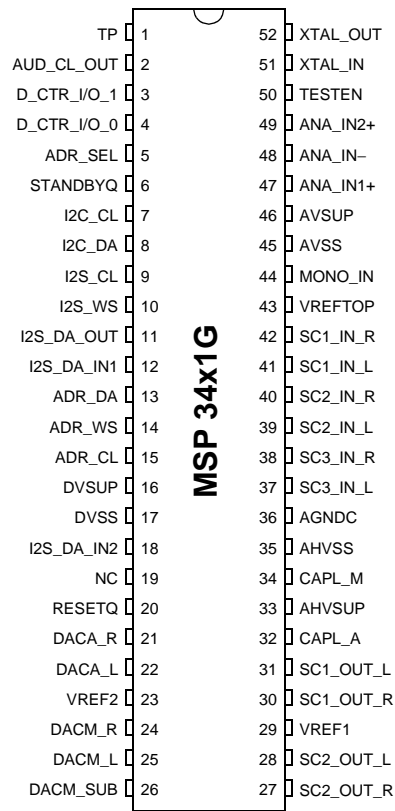 TP 1 52 XTAL_OUT
AUD_CL_OUT 2 51 XTAL_IN
D_CTR_I/O_1 3 50 TESTEN
D_CTR_I/O_0 4 49 ANA_IN2+
ADR_SEL 5 48 ANA_IN−
STANDBYQ 6 47 ANA_IN1+
I2C_CL 7 46 AVSUP
I2C_DA 8 45 AVSS
I2S_CL 9 44 MONO_IN
I2S_WS 10 43 VREFTOP
I2S_DA_OUT 11 42 SC1_IN_R
I2S_DA_IN1 12 41 SC1_IN_L
ADR_DA 13 40 SC2_IN_R
ADR_WS 14 39 SC2_IN_L
ADR_CL 15 38 SC3_IN_R
DVSUP 16 37 SC3_IN_L
DVSS 17 36 AGNDC
I2S_DA_IN2 18 35 AHVSS
NC 19 34 CAPL_M
RESETQ 20 33 AHVSUP
DACA_R 21 32 CAPL_A
DACA_L 22 31 SC1_OUT_L
VREF2 23 30 SC1_OUT_R
DACM_R 24 29 VREF1
DACM_L 25 28 SC2_OUT_L
DACM_SUB 26 27 SC2_OUT_R
MSP 34x1G